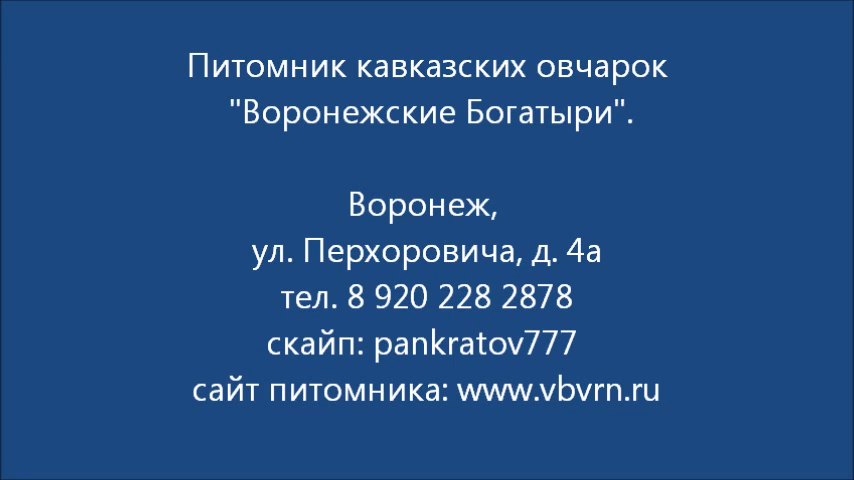 Питомник кавказских овчарок
"Воронежские Богатыри".
Воронеж,
ул. Перхоровича, д. 4а
тел. 8 920 228 2878
скайп: pankratov777
сайт питомника: www.vbvrn.ru